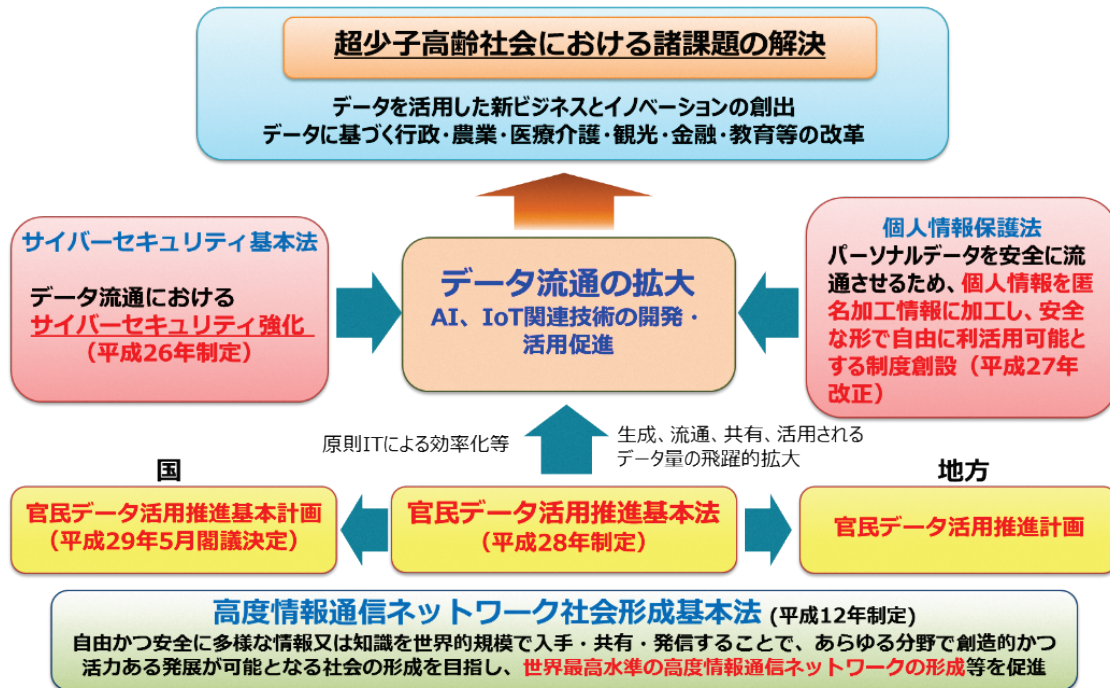 超少子高齢社会における諸課題の解決
データを活用した新ビジネスとイノベーションの創出
データに基づく行政・農業・医療介護・観光・金融・教育等の改革
サイバーセキュリティ基本法
データ流通における
サイバーセキュリティ強化
（平成26年制定）
データ流通の拡大
AI、IoT関連技術の開発・
活用促進
個人情報保護法
パーソナルデータを安全に流
通させるため、個人情報を匿
名加工情報に加工し、安全
な形で自由に利活用可能と
する制度創設（平成27年
改正）
原則ITによる効率化等
生成、流通、共有、活用される
データ量の飛躍的拡大
国
地方
官民データ活用推進基本計画
（平成29年5月閣議決定）
官民データ活用推進基本法
（平成28年制定）
官民データ活用推進計画
高度情報通信ネットワーク社会形成基本法 (平成12年制定)
自由かつ安全に多様な情報又は知識を世界的規模で入手・共有・発信することで、あらゆる分野で創造的かつ
活力ある発展が可能となる社会の形成を目指し、世界最高水準の高度情報通信ネットワークの形成等を促進